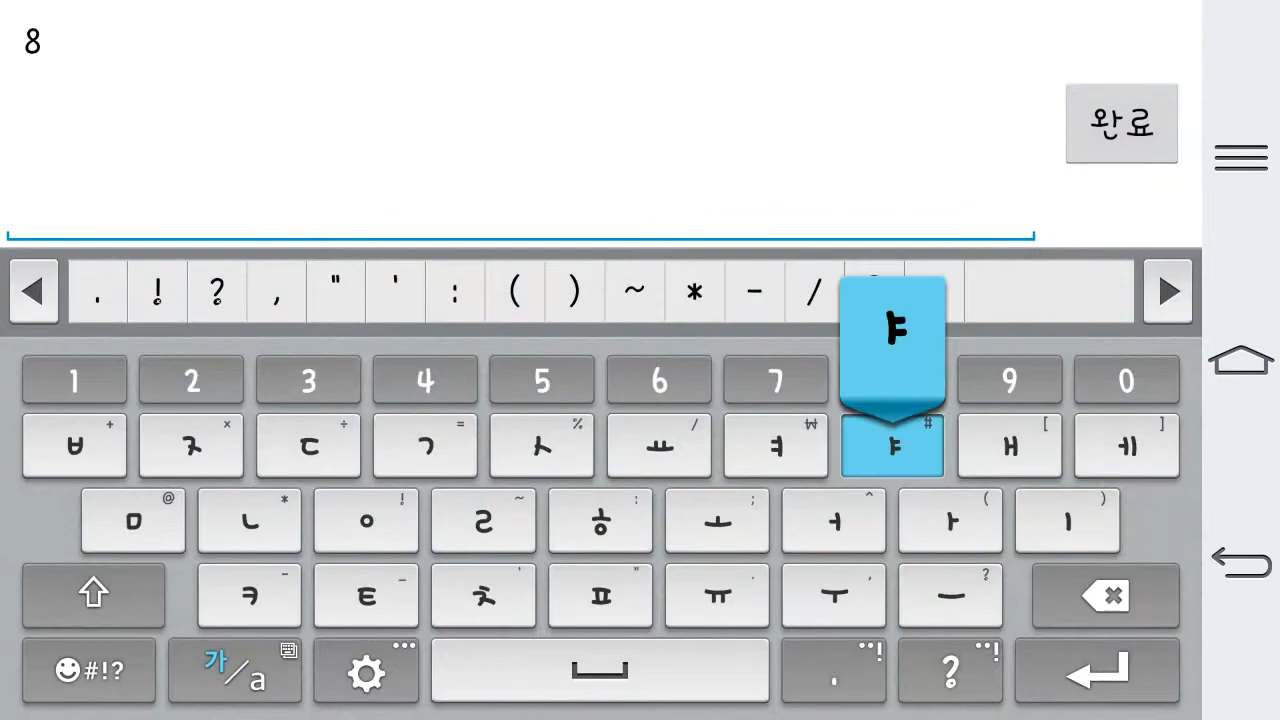 8
완료
. ! ? , " ' : ( ) ~ * - /
ㅑ
1 2 3 4 5 6 7 9 0
ㅂ + ㅈ × ㄷ ÷ ㄱ = ㅅ % ㅛ / ㅕ ₩ ㅑ # ㅐ [ ㅔ ]
ㅁ @ ㄴ * ㅇ ! ㄹ ~ ㅎ : ㅗ ; ㅓ ^ ㅏ ( ㅣ )
ㅋ - ㅌ _ ㅊ ' ㅍ " ㅠ . ㅜ , ㅡ ?
#!? 가/a . ..! ? ..!